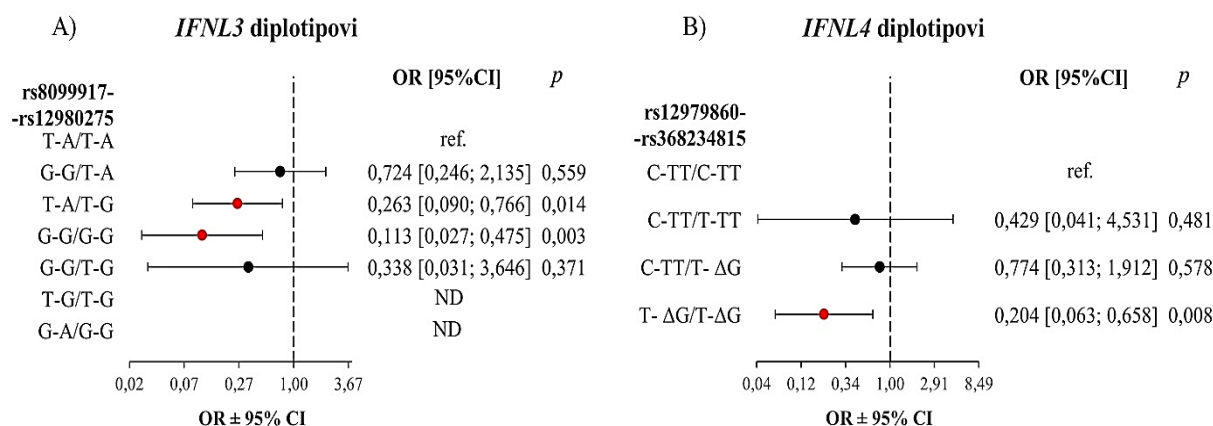 A) IFNL3 diplotipovi
OR [95%CI] p
rs8099917-
-rs12980275
T-A/T-A ref.
G-G/T-A 0,724 [0,246; 2,135] 0,559
T-A/T-G 0,263 [0,090; 0,766] 0,014
G-G/G-G 0,113 [0,027; 0,475] 0,003
G-G/T-G 0,338 [0,031; 3,646] 0,371
T-G/T-G ND
G-A/G-G ND
0,02 0,07 0,27 1,00 3,67
OR ± 95% CI
B) IFNL4 diplotipovi
OR [95%CI] p
rs12979860-
-rs368234815
C-TT/C-TT ref.
C-TT/T-TT 0,429 [0,041; 4,531] 0,481
C-TT/T- ΔG 0,774 [0,313; 1,912] 0,578
T- ΔG/T-ΔG 0,204 [0,063; 0,658] 0,008
0,04 0,12 0,34 1,00 2,91 8,49
OR ± 95% CI